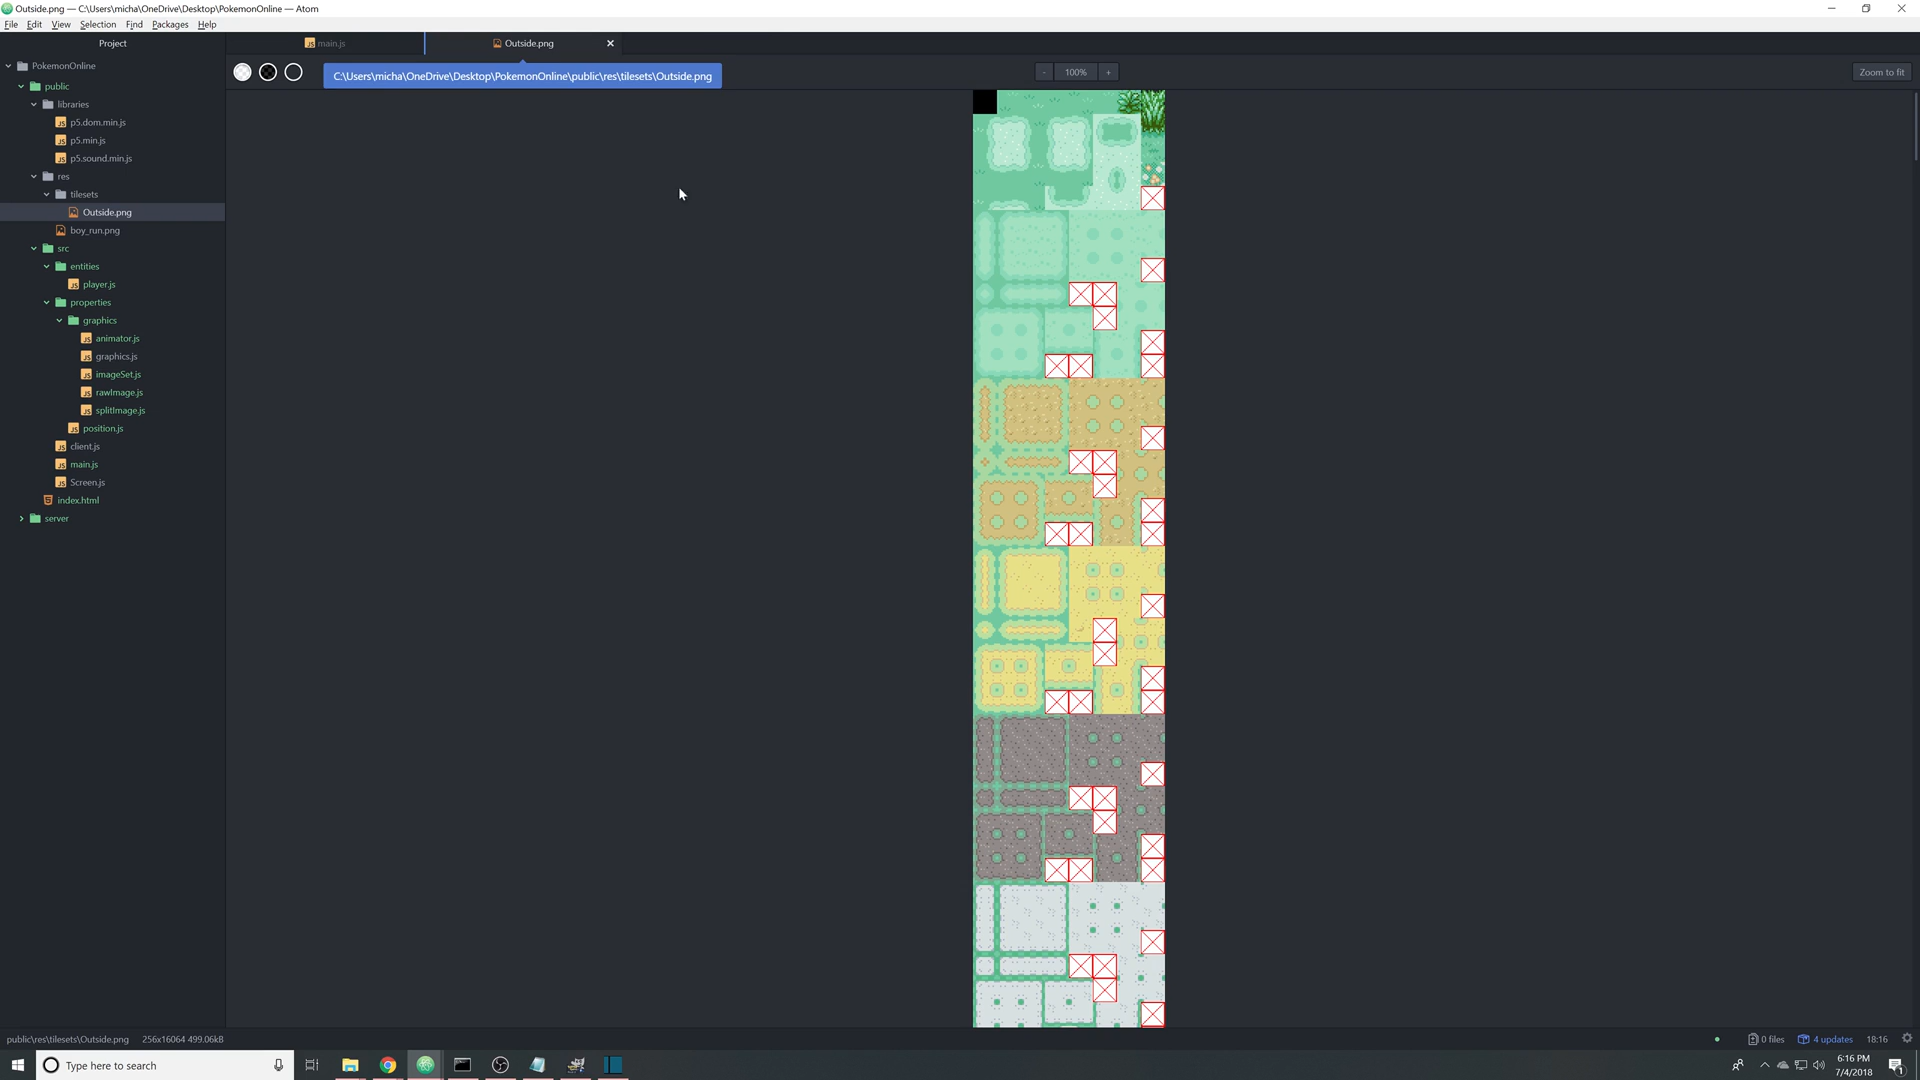 Outside.png — C:\Users\micha\OneDrive\Desktop\PokemonOnline — Atom
File Edit View Selection Find Packages Help
Project
main.js
Outside.png
PokemonOnline
C:\Users\micha\OneDrive\Desktop\PokemonOnline\public\res\tilesets\Outside.png
- 100% +
Zoom to fit
public
libraries
p5.dom.min.js
p5.min.js
p5.sound.min.js
res
tilesets
Outside.png
boy_run.png
src
entities
player.js
properties
graphics
animator.js
graphics.js
imageSet.js
rawImage.js
splitImage.js
position.js
client.js
main.js
Screen.js
index.html
server
public\res\tilesets\Outside.png 256x16064 499.06kB
0 files 4 updates 18:16
Type here to search
6:16 PM
7/4/2018
1